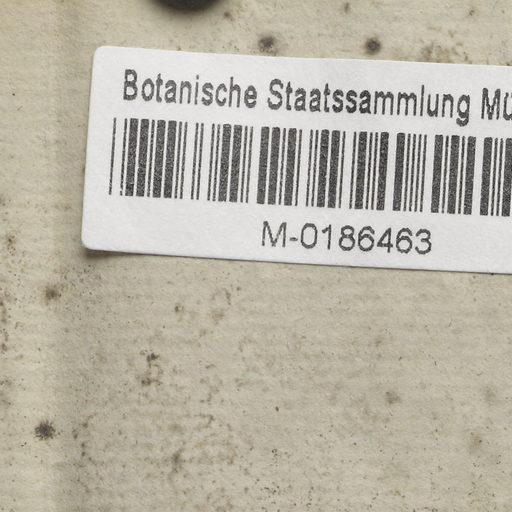 Botanische Staatssammlung Mü
M-0186463